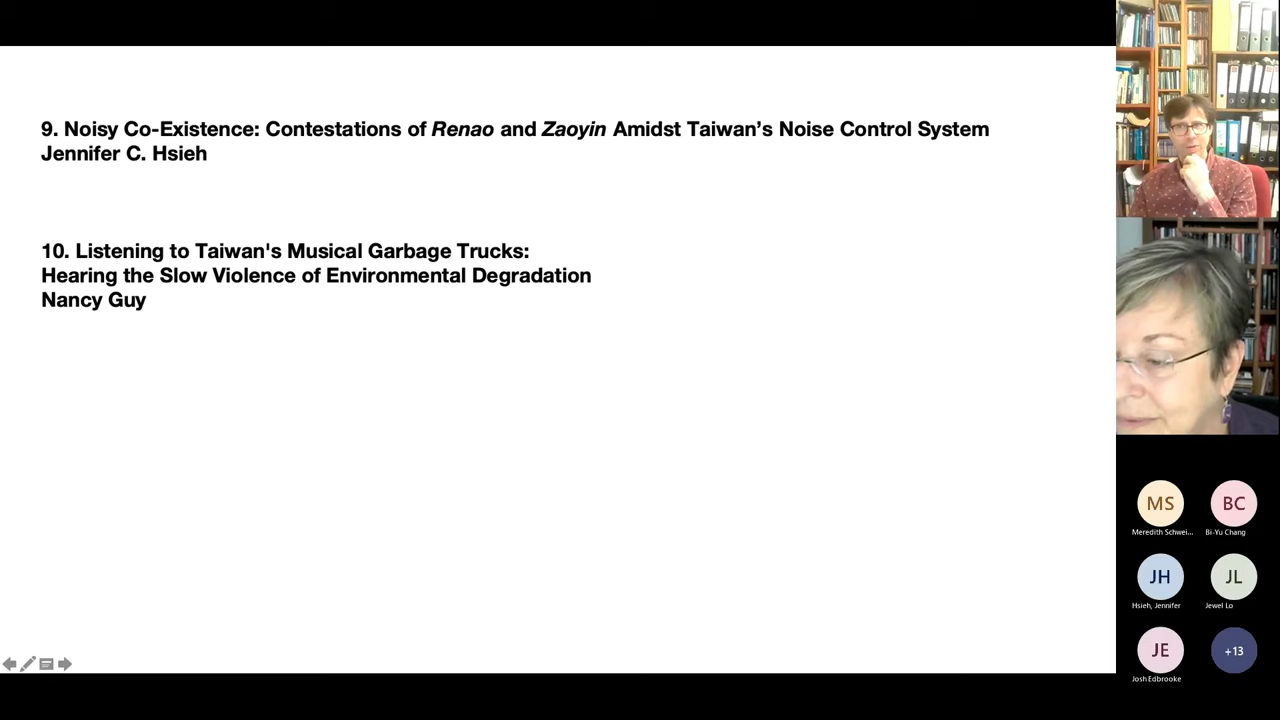 9. Noisy Co-Existence: Contestations of Renao and Zaoyin Amidst Taiwan’s Noise Control System
Jennifer C. Hsieh
10. Listening to Taiwan's Musical Garbage Trucks:
Hearing the Slow Violence of Environmental Degradation
Nancy Guy
MS
BC
Meredith Schwei...
Bi-Yu Chang
JH
JL
Hsieh, Jennifer
Jewel Lo
JE
+13
Josh Edbrooke